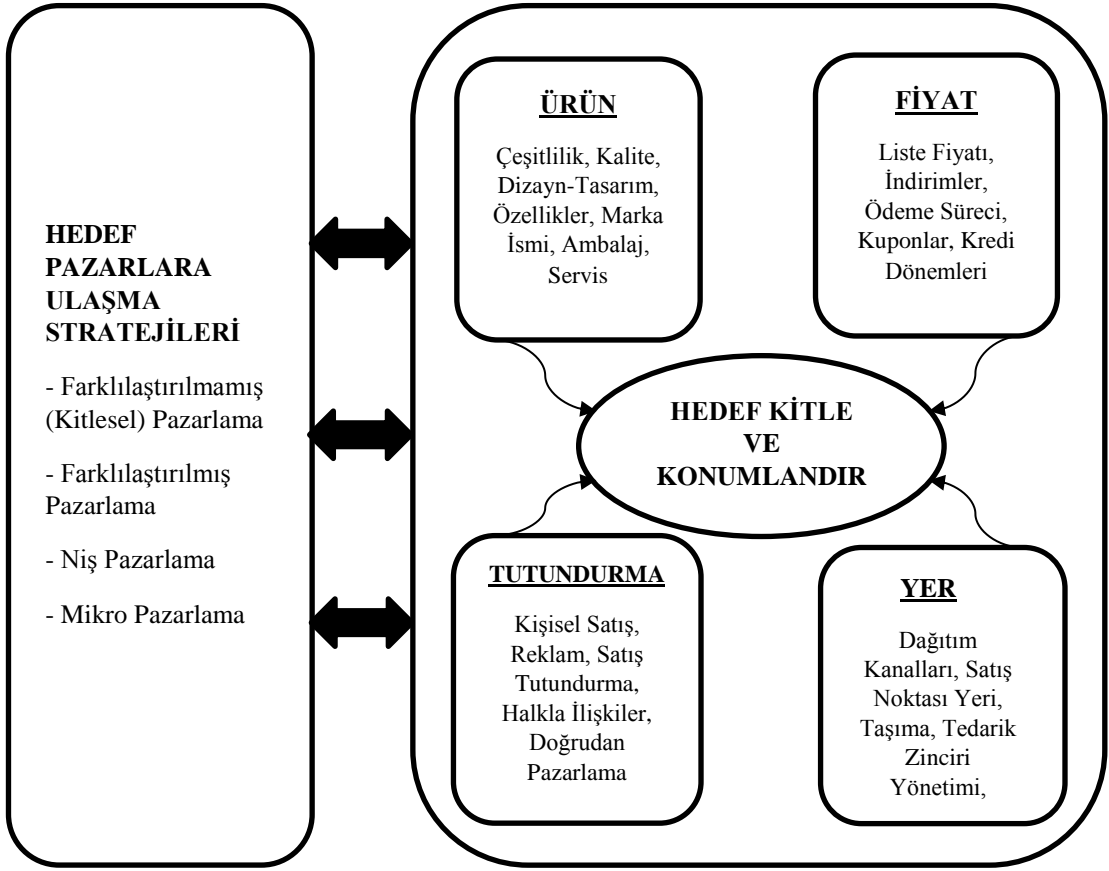 HEDEF
PAZARLARA
ULAŞMA
STRATEJİLERİ
- Farklılaştırılmamış
(Kitlesel) Pazarlama
- Farklılaştırılmış
Pazarlama
- Niş Pazarlama
- Mikro Pazarlama
ÜRÜN
Çeşitlilik, Kalite,
Dizayn-Tasarım,
Özellikler, Marka
İsmi, Ambalaj,
Servis
FİYAT
Liste Fiyatı,
İndirimler,
Ödeme Süreci,
Kuponlar, Kredi
Dönemleri
HEDEF KİTLE
VE
KONUMLANDIR
TUTUNDURMA
Kişisel Satış,
Reklam, Satış
Tutundurma,
Halkla İlişkiler,
Doğrudan
Pazarlama
YER
Dağıtım
Kanalları, Satış
Noktası Yeri,
Taşıma, Tedarik
Zinciri
Yönetimi,